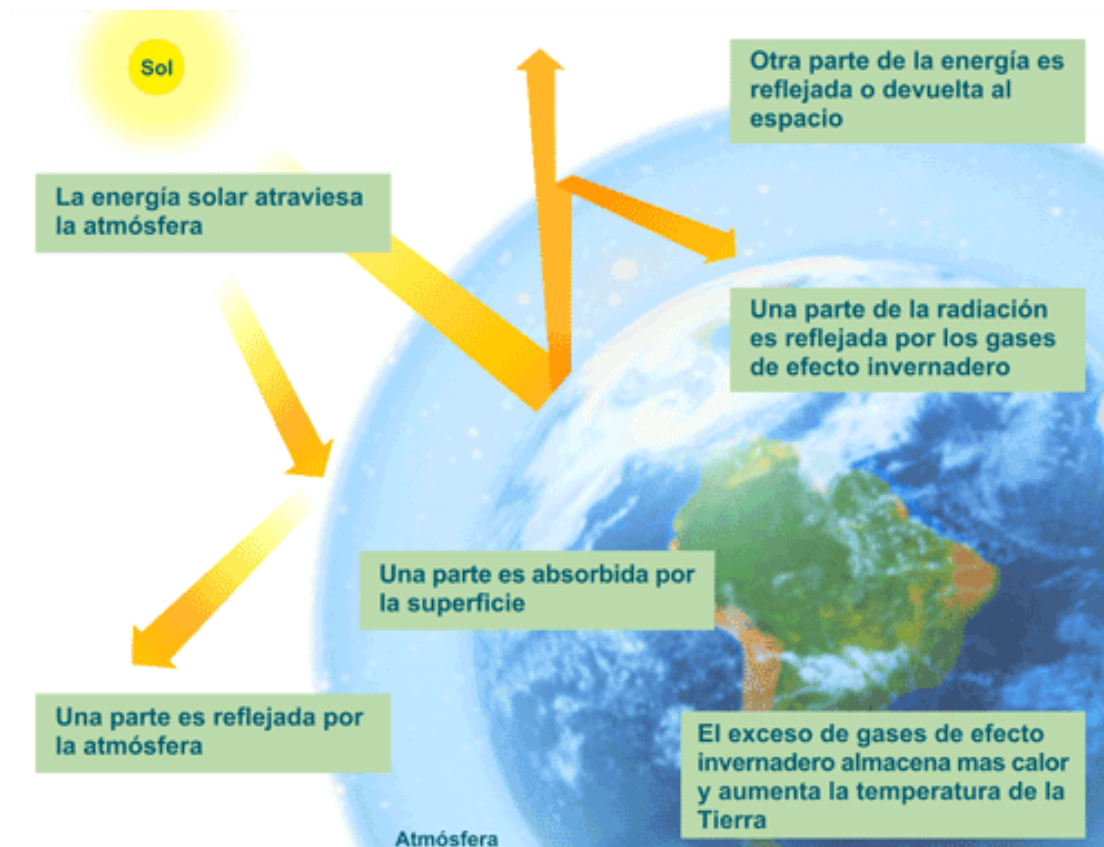 Sol
Otra parte de la energía es
reflejada o devuelta al
espacio
La energía solar atraviesa
la atmósfera
Una parte de la radiación
es reflejada por los gases
de efecto invernadero
Una parte es absorbida por
la superficie
Una parte es reflejada por
la atmósfera
El exceso de gases de efecto
invernadero almacena mas calor
y aumenta la temperatura de la
Tierra
Atmósfera